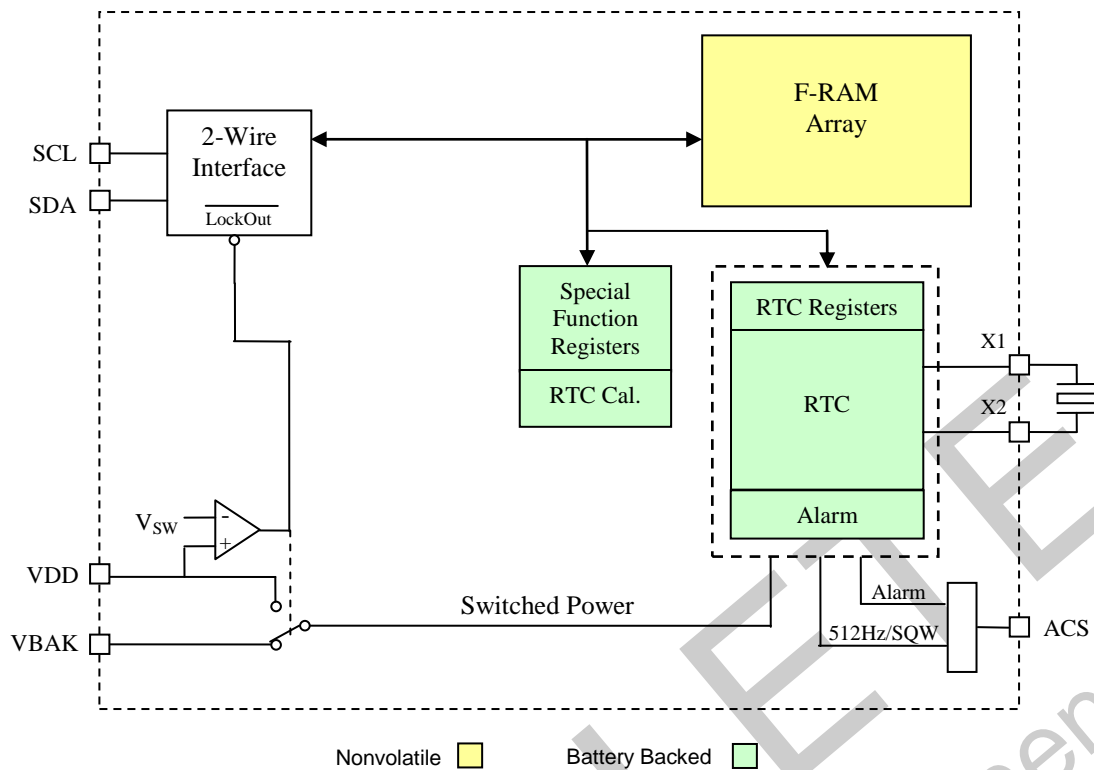 F-RAM
Array
2-Wire
Interface
LockOut
SCL
SDA
Special
Function
Registers
RTC Cal.
RTC Registers
RTC
Alarm
X1
X2
VSW
-
+
VDD
VBAK
Switched Power
Alarm
512Hz/SQW
ACS
Nonvolatile
Battery Backed